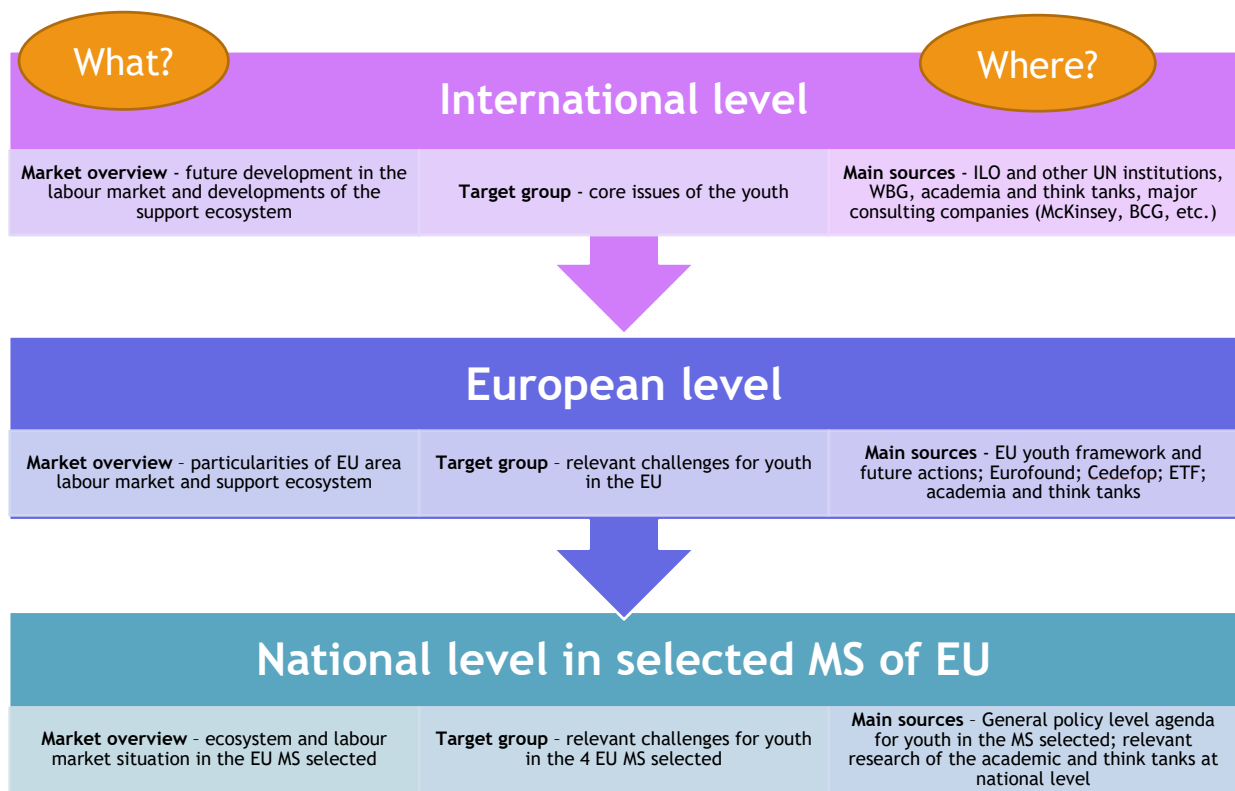 What?
Where?
International level
Market overview - future development in the
labour market and developments of the
support ecosystem
Target group - core issues of the youth
Main sources - ILO and other UN institutions,
WBG, academia and think tanks, major
consulting companies (McKinsey, BCG, etc.)
European level
Market overview – particularities of EU area
labour market and support ecosystem
Target group – relevant challenges for youth
in the EU
Main sources - EU youth framework and
future actions; Eurofound; Cedefop; ETF;
academia and think tanks
National level in selected MS of EU
Market overview – ecosystem and labour
market situation in the EU MS selected
Target group – relevant challenges for youth
in the 4 EU MS selected
Main sources – General policy level agenda
for youth in the MS selected; relevant
research of the academic and think tanks at
national level